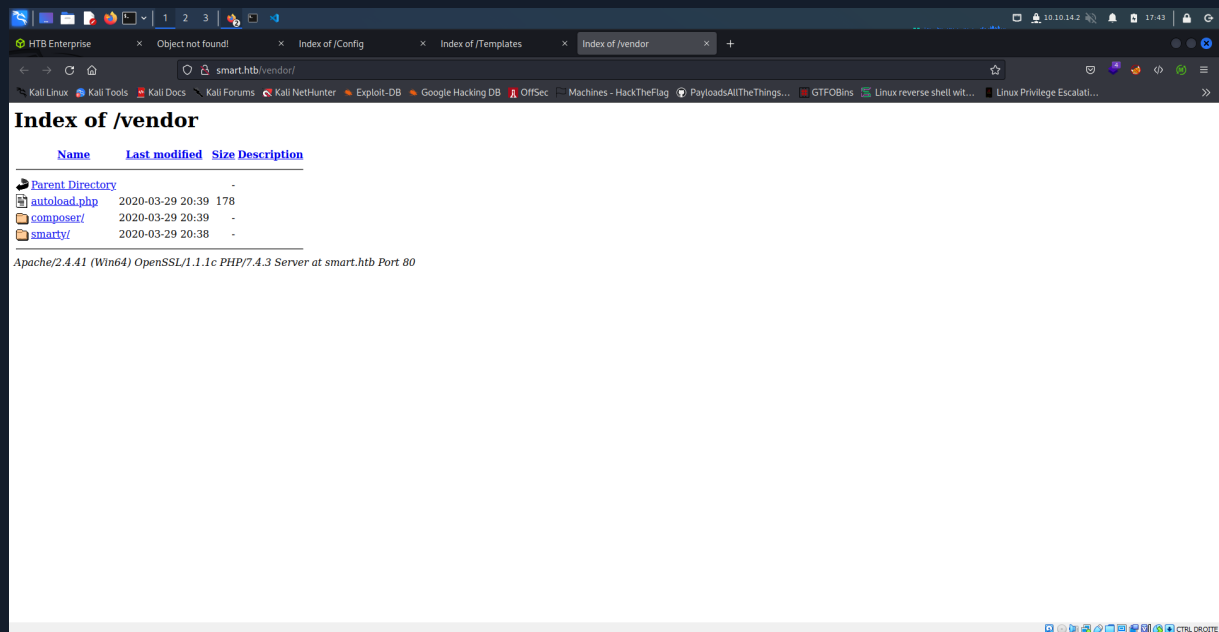 1 2 3 10.10.14.2 17:43
HTB Enterprise Object not found! Index of /Config Index of /Templates Index of /vendor
smart.htb/vendor/ 4
Kali Linux Kali Tools Kali Docs Kali Forums Kali NetHunter Exploit-DB Google Hacking DB OffSec Machines - HackTheFlag PayloadsAllTheThings... GTFOBins Linux reverse shell wit... Linux Privilege Escalati...
Index of /vendor
Name Last modified Size Description
Parent Directory -
autoload.php 2020-03-29 20:39 178
composer/ 2020-03-29 20:39 -
smarty/ 2020-03-29 20:38 -
Apache/2.4.41 (Win64) OpenSSL/1.1.1c PHP/7.4.3 Server at smart.htb Port 80
CTRL DROITE